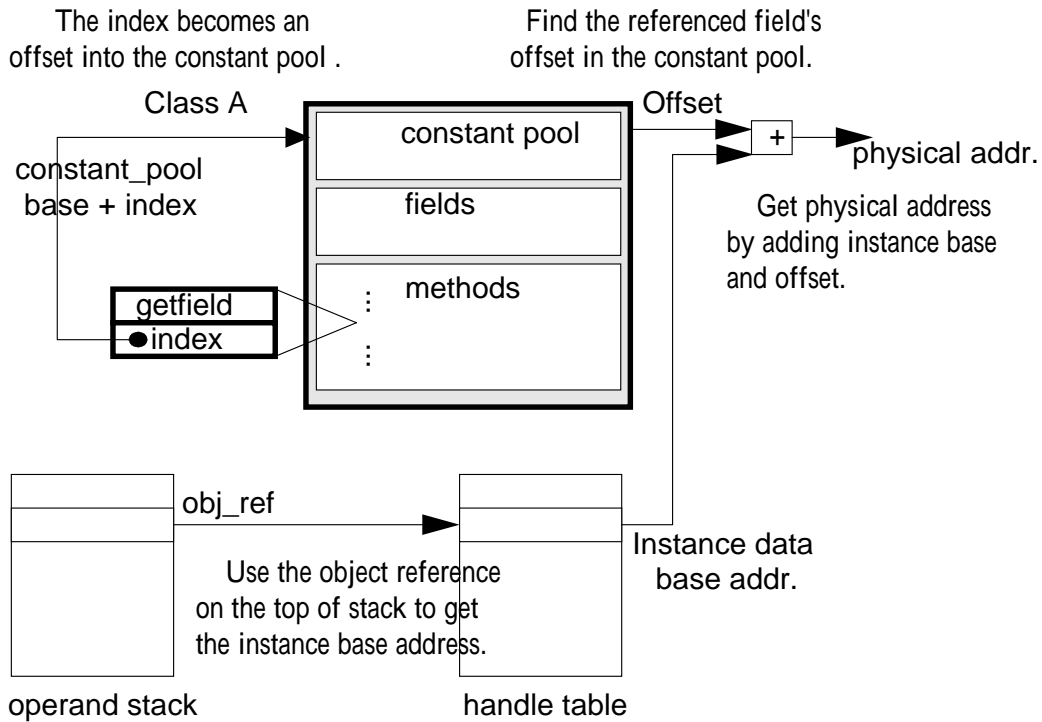 The index becomes an
offset into the constant pool .
Find the referenced field's
offset in the constant pool.
Class A
Offset
constant pool
+
physical addr.
constant_pool
base + index
fields
Get physical address
by adding instance base
and offset.
methods
getfield
index
obj_ref
Instance data
base addr.
Use the object reference
on the top of stack to get
the instance base address.
operand stack
handle table